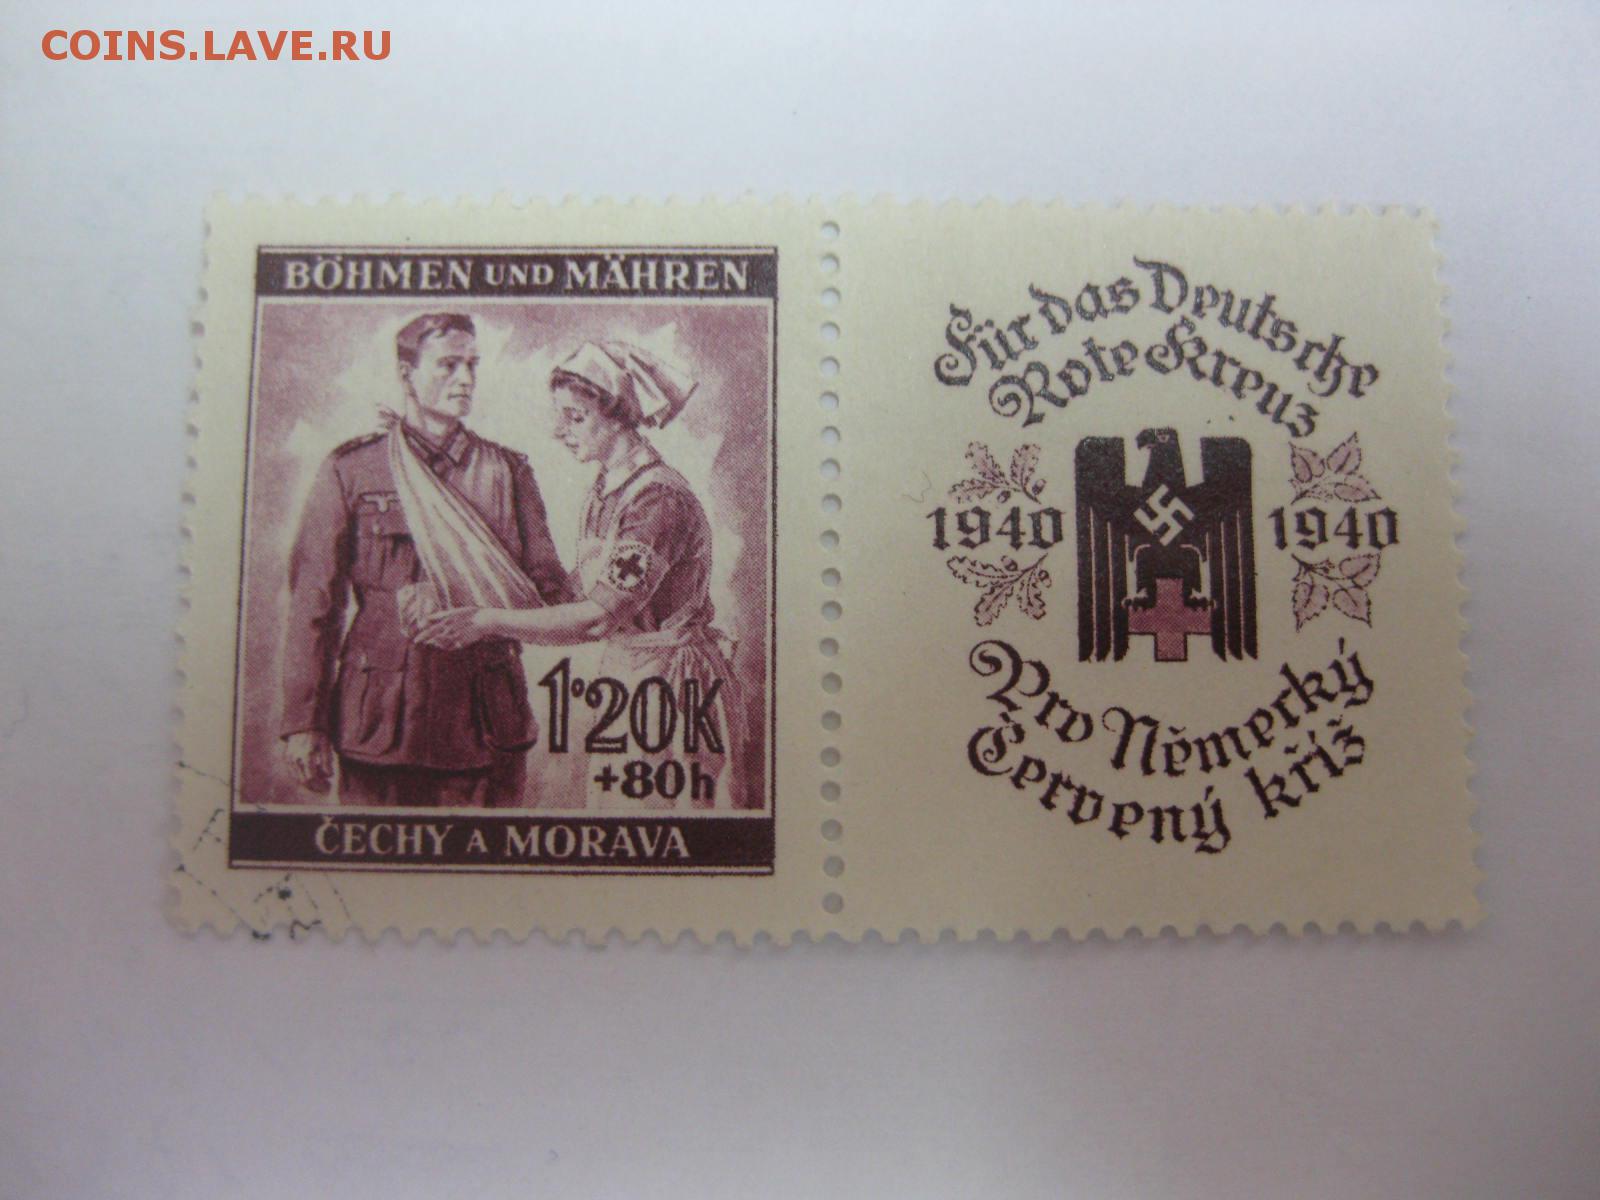 COINS.LAVE.RU
BÖHMEN UND MÄHREN
1·20K
+80h
ČECHY A MORAVA
Für das Deutsche
Rote Kreuz
1940 1940
Pro Německý
Červený kříž